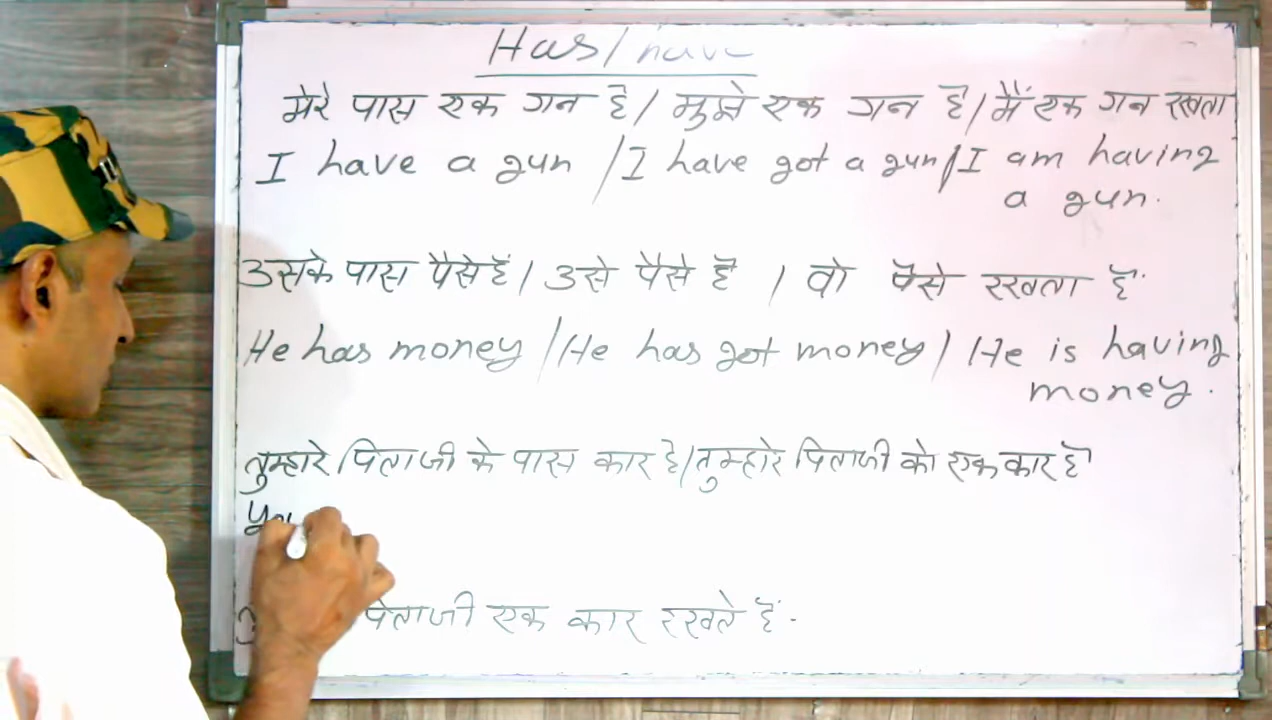 Has/have
मेरे पास एक गन है/ मुझे एक गन है/ मैं एक गन रखता
I have a gun / I have got a gun/ I am having
a gun.
उसके पास पैसे हैं/ उसे पैसे हैं / वो पैसे रखता है.
He has money / He has got money / He is having
money.
तुम्हारे पिताजी के पास कार है/ तुम्हारे पिताजी को एक कार है
You
पिताजी एक कार रखते हैं.